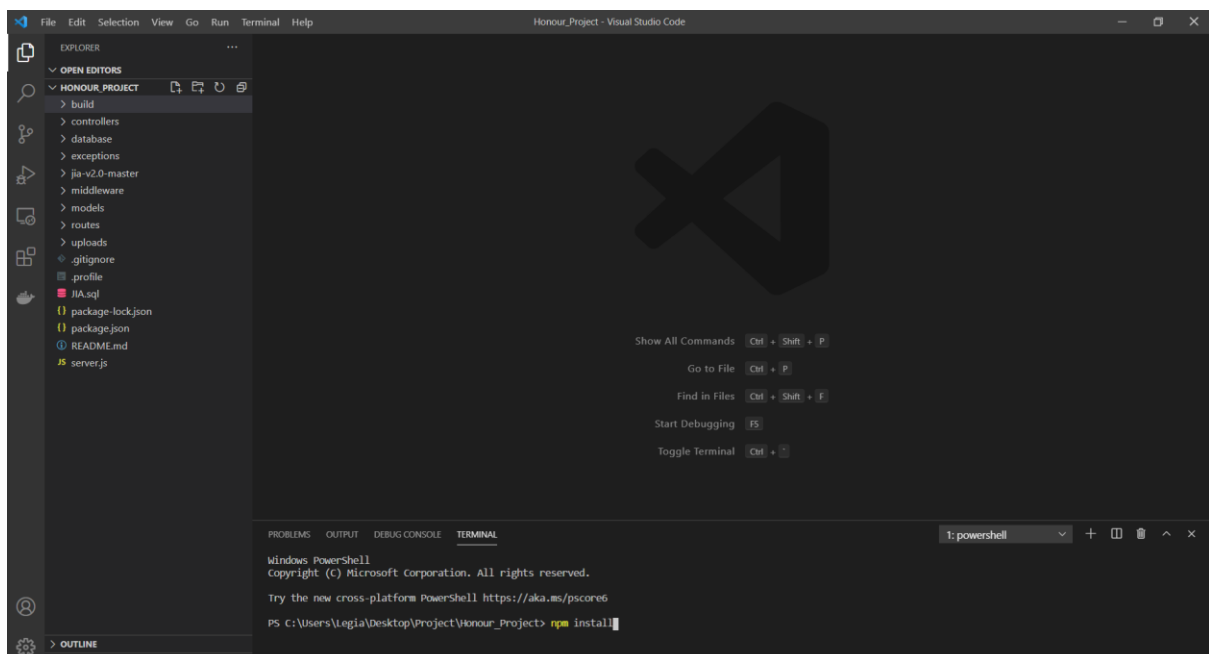 File Edit Selection View Go Run Terminal Help
Honour_Project - Visual Studio Code
EXPLORER
OPEN EDITORS
HONOUR_PROJECT
build
controllers
database
exceptions
jia-v2.0-master
middleware
models
routes
uploads
.gitignore
.profile
JIA.sql
{} package-lock.json
{} package.json
README.md
JS server.js
OUTLINE
Show All Commands Ctrl + Shift + P
Go to File Ctrl + P
Find in Files Ctrl + Shift + F
Start Debugging F5
Toggle Terminal Ctrl + `
PROBLEMS OUTPUT DEBUG CONSOLE TERMINAL
1: powershell
Windows PowerShell
Copyright (C) Microsoft Corporation. All rights reserved.
Try the new cross-platform PowerShell https://aka.ms/pscore6
PS C:\Users\Legia\Desktop\Project\Honour_Project> npm install